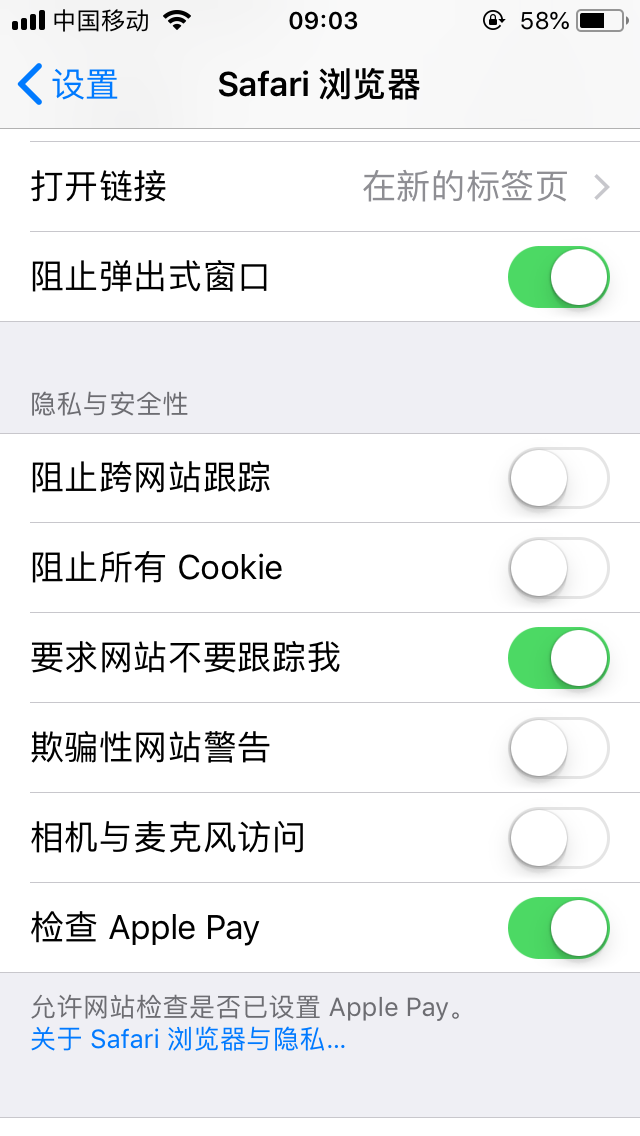 中国移动 09:03 58%
设置 Safari 浏览器
打开链接 在新的标签页
阻止弹出式窗口
隐私与安全性
阻止跨网站跟踪
阻止所有 Cookie
要求网站不要跟踪我
欺骗性网站警告
相机与麦克风访问
检查 Apple Pay
允许网站检查是否已设置 Apple Pay。
关于 Safari 浏览器与隐私...